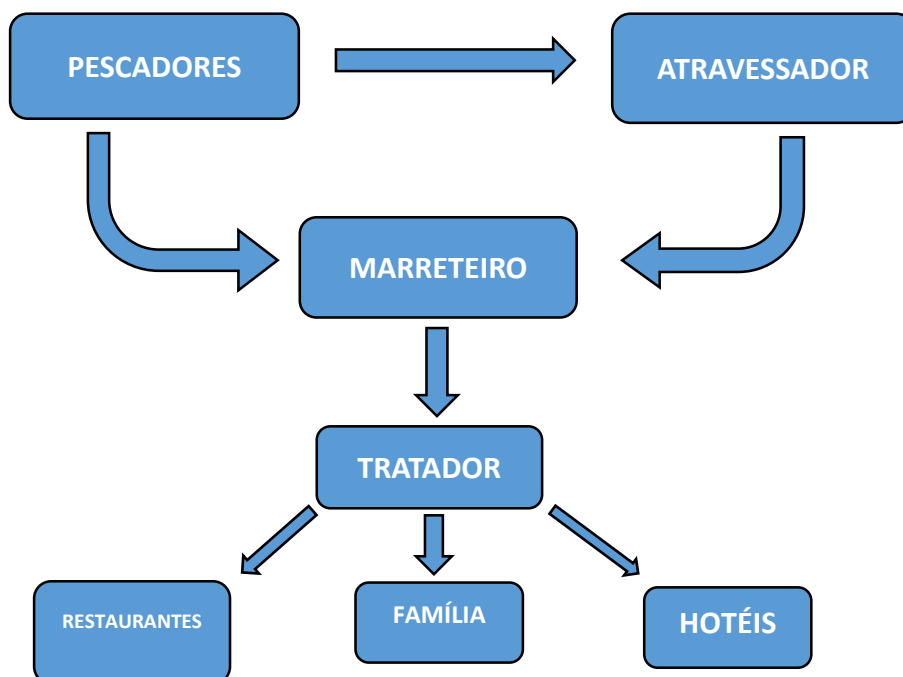 PESCADORES
ATRAVESSADOR
MARRETEIRO
TRATADOR
RESTAURANTES
FAMÍLIA
HOTÉIS